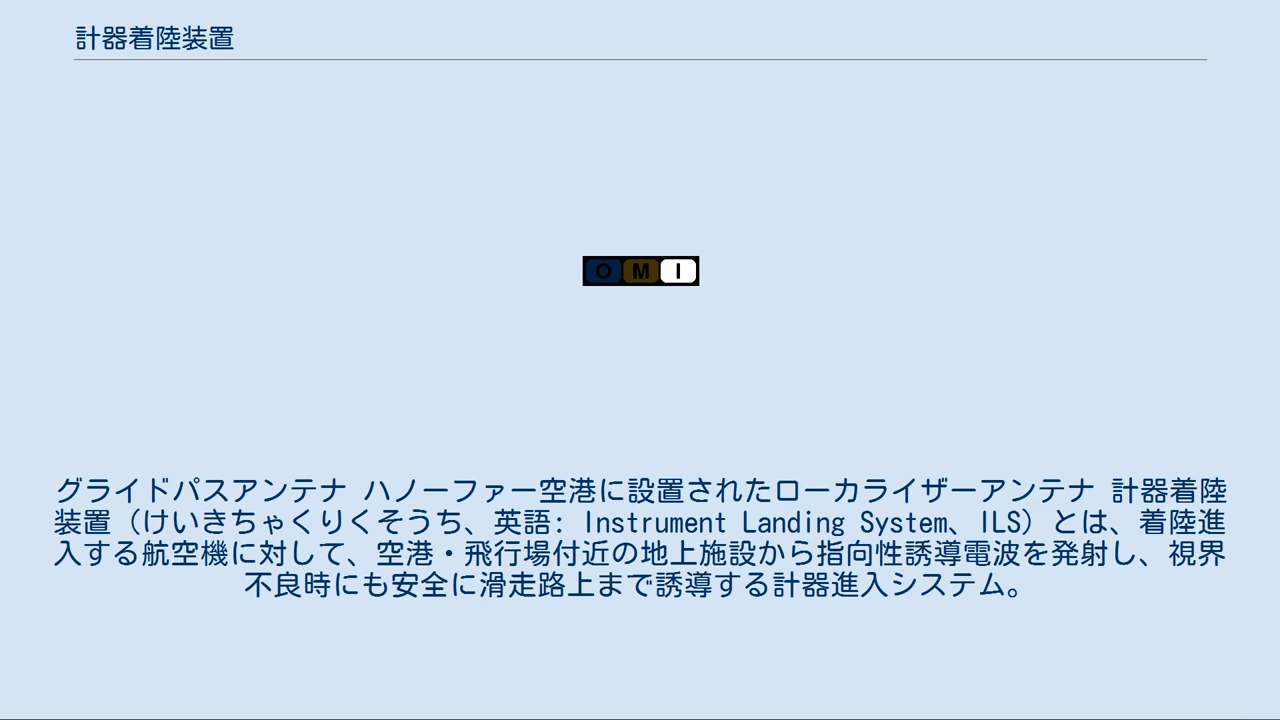 計器着陸装置
O M I
グライドパスアンテナ ハノーファー空港に設置されたローカライザーアンテナ 計器着陸
装置（けいきちゃくりくそうち、英語: Instrument Landing System、ILS）とは、着陸進
入する航空機に対して、空港・飛行場付近の地上施設から指向性誘導電波を発射し、視界
不良時にも安全に滑走路上まで誘導する計器進入システム。